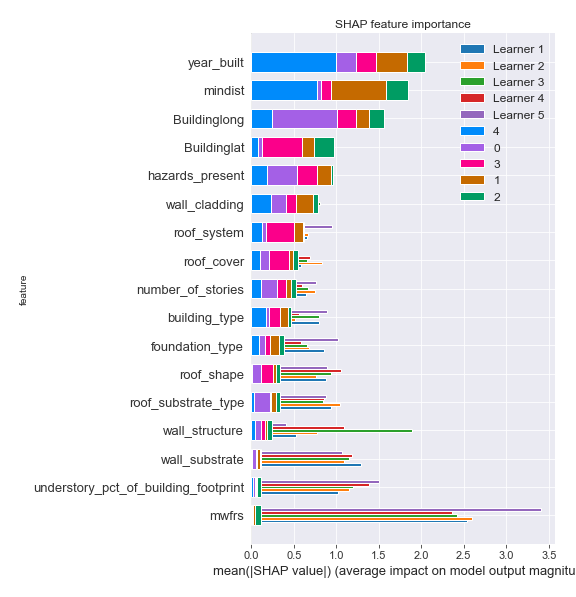 SHAP feature importance
year_built
mindist
Buildinglong
Buildinglat
hazards_present
wall_cladding
roof_system
roof_cover
number_of_stories
building_type
foundation_type
roof_shape
roof_substrate_type
wall_structure
wall_substrate
understory_pct_of_building_footprint
mwfrs
feature
Learner 1
Learner 2
Learner 3
Learner 4
Learner 5
4
0
3
1
2
0.0 0.5 1.0 1.5 2.0 2.5 3.0 3.5
mean(|SHAP value|) (average impact on model output magnitu